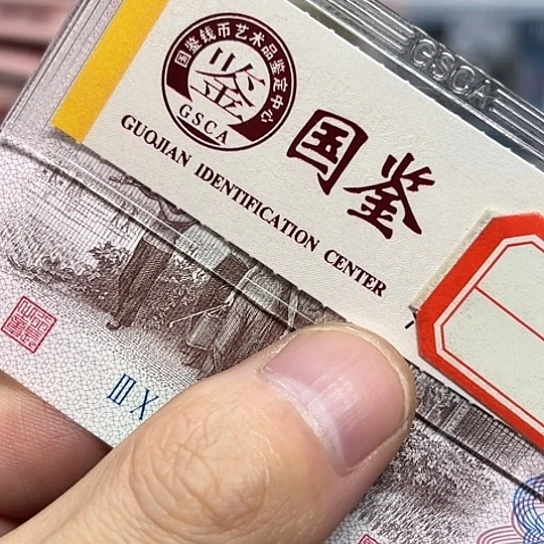 GSCA
国鉴钱币艺术品鉴定中心
鉴
GSCA
国鉴
GUOJIAN IDENTIFICATION CENTER
ⅢⅩ